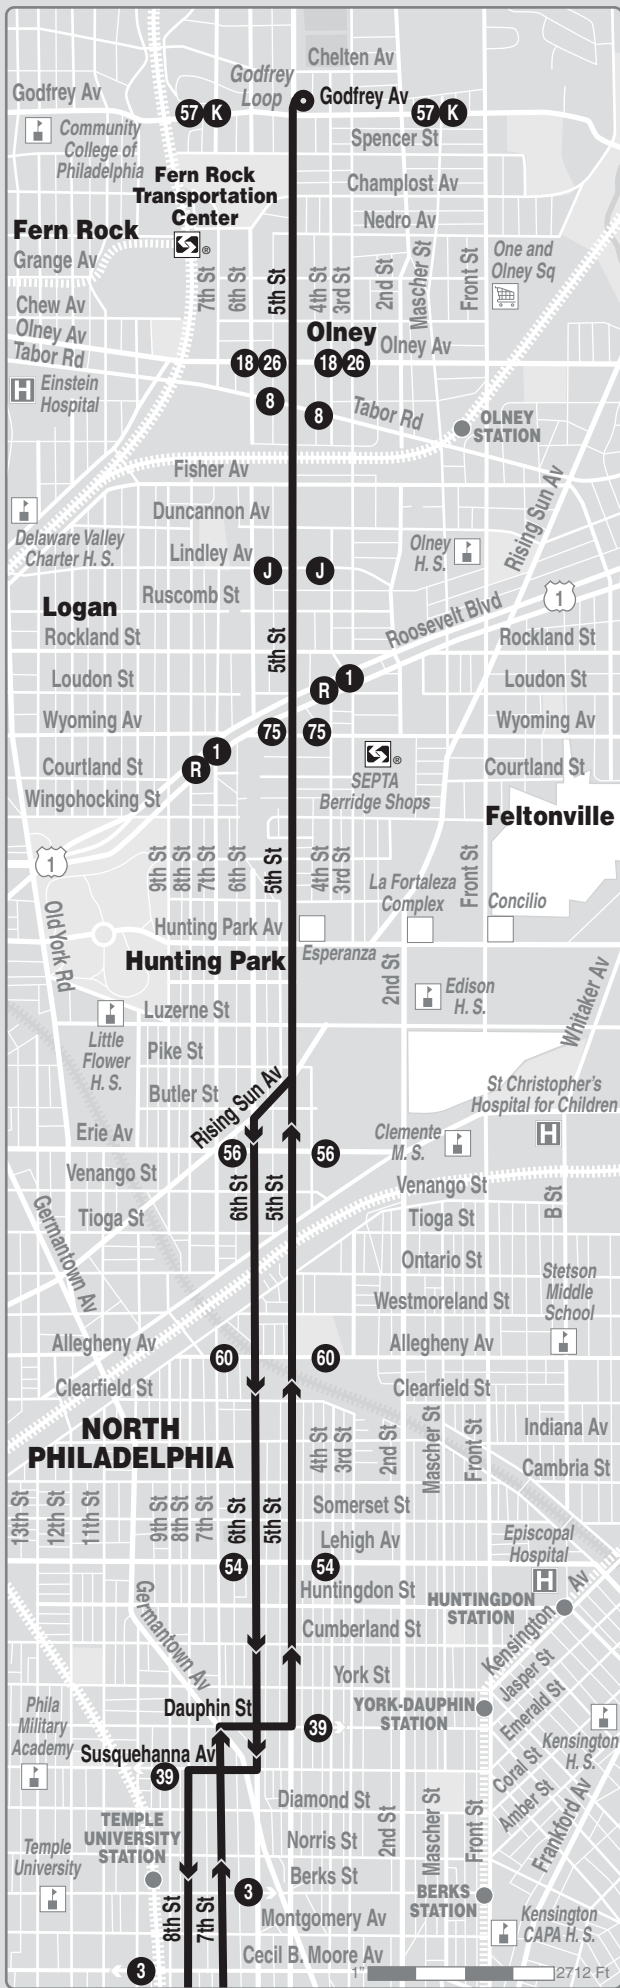 Chelten Av
Godfrey Av
Godfrey
Loop
Godfrey Av
57 K
57 K
Community
College of
Philadelphia
Spencer St
Fern Rock
Transportation
Center
Champlost Av
Nedro Av
Fern Rock
®
Grange Av
7th St
6th St
5th St
4th St
3rd St
2nd St
Mascher St
Front St
One and
Olney Sq
Chew Av
Olney Av
Tabor Rd
Olney
Olney Av
18 26
18 26
H
Einstein
Hospital
8
8
Tabor Rd
OLNEY
STATION
Fisher Av
Rising Sun Av
Duncannon Av
Delaware Valley
Charter H. S.
Lindley Av
Olney
H. S.
J
J
Ruscomb St
1
Logan
Roosevelt Blvd
Rockland St
5th St
Rockland St
Loudon St
R 1
Loudon St
Wyoming Av
75
75
Wyoming Av
R 1
®
Courtland St
SEPTA
Berridge Shops
Courtland St
Wingohocking St
Feltonville
1
9th St
8th St
7th St
6th St
5th St
4th St
3rd St
Front St
La Fortaleza
Complex
Concilio
Old York Rd
Hunting Park Av
Esperanza
Hunting Park
2nd St
Edison
H. S.
Whitaker Av
Luzerne St
Little
Flower
H. S.
Pike St
Rising Sun Av
Butler St
St Christopher's
Hospital for Children
H
Erie Av
Clemente
M. S.
56
56
Venango St
6th St
5th St
Venango St
B St
Germantown Av
Tioga St
Tioga St
Ontario St
Stetson
Middle
School
Westmoreland St
Allegheny Av
60
60
Allegheny Av
Clearfield St
Clearfield St
NORTH
PHILADELPHIA
4th St
3rd St
2nd St
Mascher St
Front St
Indiana Av
Cambria St
13th St
12th St
11th St
9th St
8th St
7th St
6th St
5th St
Somerset St
Lehigh Av
Episcopal
Hospital
54
54
H
Huntingdon St
HUNTINGDON
STATION
Germantown Av
Cumberland St
Kensington Av
York St
Jasper St
Emerald St
Phila
Military
Academy
Dauphin St
YORK-DAUPHIN
STATION
39
Kensington
H. S.
Susquehanna Av
39
Coral St
Amber St
Frankford Av
Diamond St
TEMPLE
UNIVERSITY
STATION
Norris St
2nd St
Mascher St
Front St
Temple
University
Berks St
BERKS
STATION
8th St
7th St
3
Montgomery Av
Kensington
CAPA H. S.
Cecil B. Moore Av
3
1"
2712 Ft